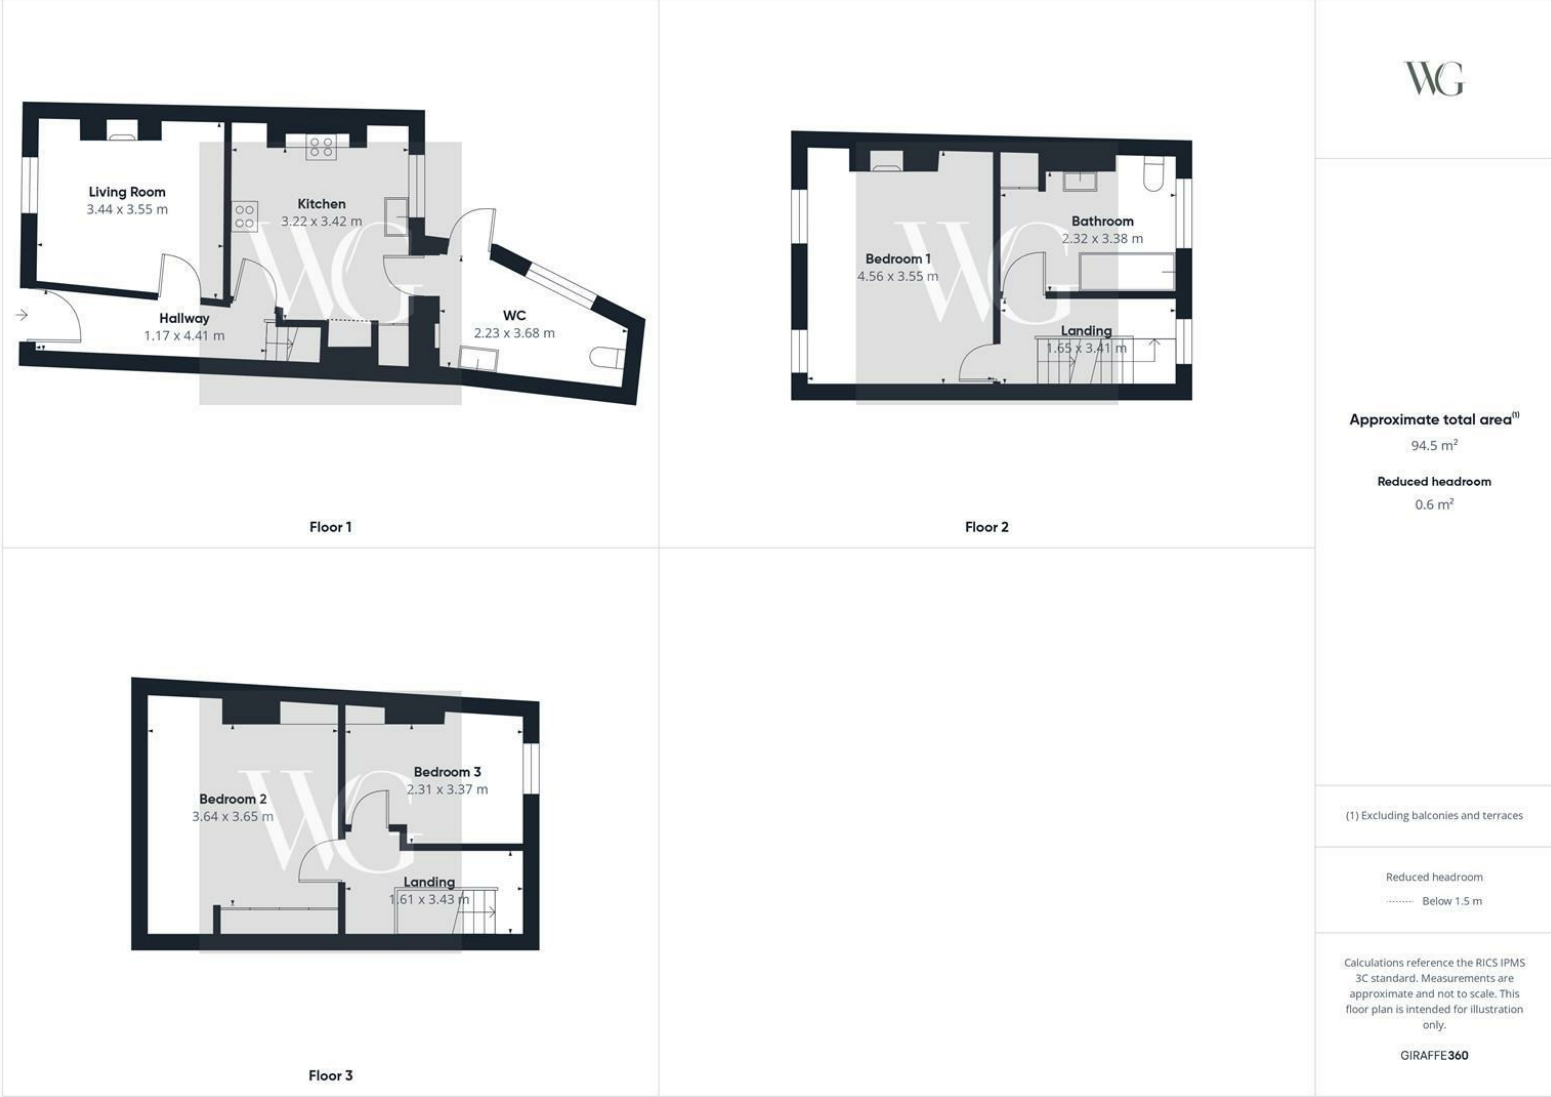 Living Room
3.44 x 3.55 m
Kitchen
3.22 x 3.42 m
Hallway
1.17 x 4.41 m
WC
2.23 x 3.68 m
WG
Floor 1
Bedroom 1
4.56 x 3.55 m
Bathroom
2.32 x 3.38 m
Landing
1.65 x 3.41 m
WG
Floor 2
Bedroom 2
3.64 x 3.65 m
Bedroom 3
2.31 x 3.37 m
Landing
1.61 x 3.43 m
WG
Floor 3
WG
Approximate total area(1)
94.5 m²
Reduced headroom
0.6 m²
(1) Excluding balconies and terraces
Reduced headroom
Below 1.5 m
Calculations reference the RICS IPMS
3C standard. Measurements are
approximate and not to scale. This
floor plan is intended for illustration
only.
GIRAFFE360